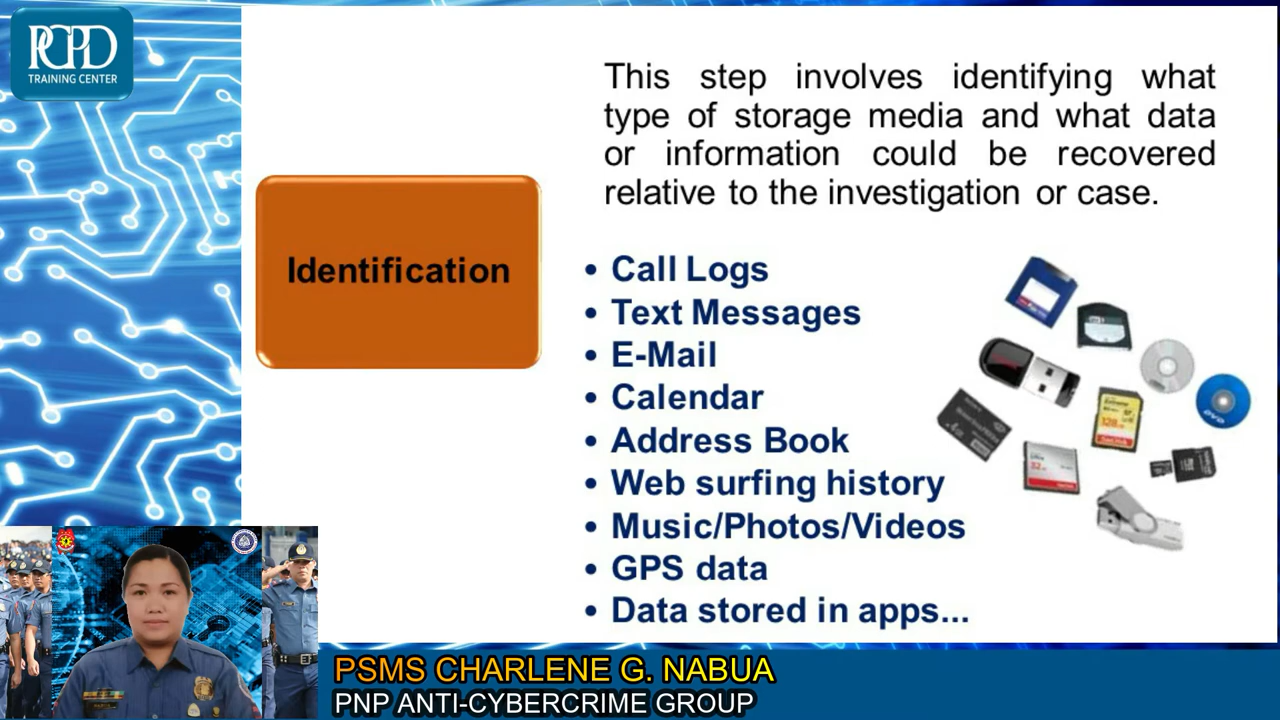 PCPD
TRAINING CENTER
This step involves identifying what
type of storage media and what data
or information could be recovered
relative to the investigation or case.
Identification
• Call Logs
• Text Messages
• E-Mail
• Calendar
• Address Book
• Web surfing history
• Music/Photos/Videos
• GPS data
• Data stored in apps...
PSMS CHARLENE G. NABUA
PNP ANTI-CYBERCRIME GROUP